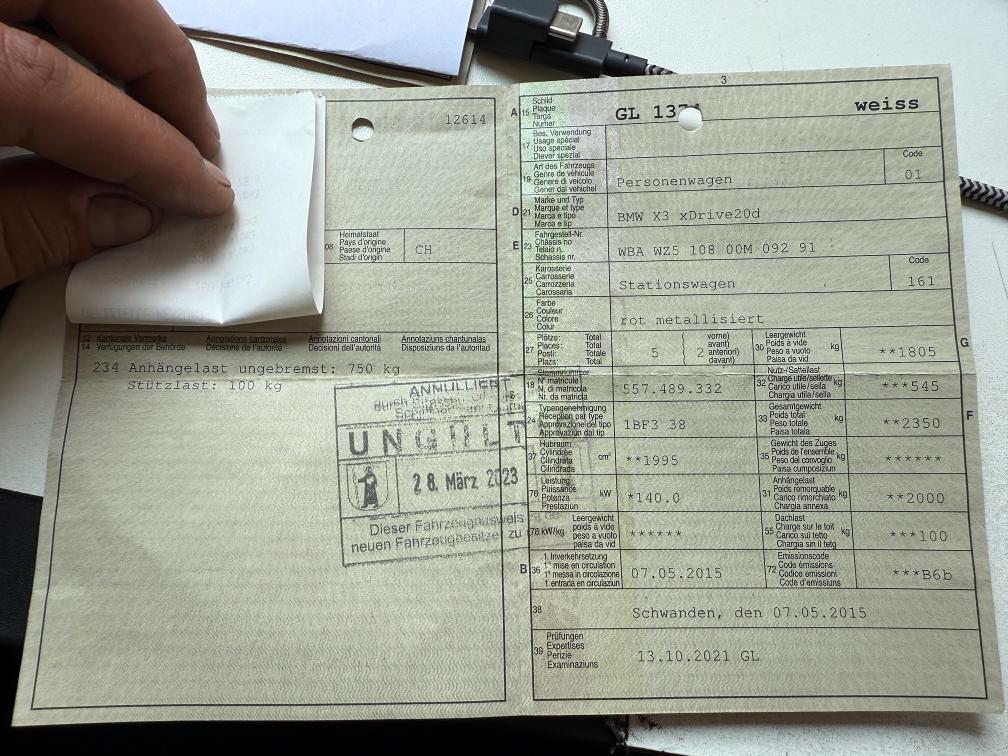 12614
08 Heimatstaat
Pays d'origine
Paese d'origine
Stadi d'origin
CH
13 Kantonale Vermerke Annotations cantonales Annotazioni cantonali Annotaziuns chantunalas
14 Verfügungen der Behörde Décisions de l'autorité Decisioni dell'autorità Disposiziuns da l'autoritad
234 Anhängelast ungebremst: 750 kg
Stützlast: 100 kg
ANNULLIERT
durch
UNGÜLT
28. März 2023
Dieser Fahrzeugausweis
neuen Fahrzeugbesitzer zu
3
A 15 Schild
Plaque
Targa
Numer
GL 1374
weiss
17 Bes. Verwendung
Usage spécial
Uso speciale
Diever spezial
19 Art des Fahrzeugs
Genre de véhicule
Genere di veicolo
Gener dal vehichel
Personenwagen
Code
01
D 21 Marke und Typ
Marque et type
Marca e tipo
Marca e tip
BMW X3 xDrive20d
E 23 Fahrgestell-Nr.
Châssis no
Telaio n.
Schassis nr.
WBA WZ5 108 00M 092 91
25 Karosserie
Carrosserie
Carrozzeria
Carossaria
Stationswagen
Code
161
26 Farbe
Couleur
Colore
Colur
rot metallisiert
27 Plätze: Total
Places: Total
Posti: Totale
Plazs: Total
5
2
vorne)
avant)
anteriori)
davant)
30 Leergewicht
Poids à vide
Peso a vuoto
Paisa da vid
kg
**1805
G
18 Stammnummer
N° matricule
N. di matricola
Nr. da matricla
557.489.332
32 Nutz-/Sattellast
Charge utile/sellette
Carico utile/sella
Chargia utila/sella
kg
***545
24 Typengenehmigung
Réception par type
Approvazione del tipo
Approvaziun dal tip
1BF3 38
33 Gesamtgewicht
Poids total
Peso totale
Paisa totala
kg
**2350
F
37 Hubraum
Cylindrée
Cilindrata
Cilindrada
cm³
**1995
35 Gewicht des Zuges
Poids de l'ensemble
Peso del convoglio
Paisa cumposiziun
kg
******
76 Leistung
Puissance
Potenza
Prestaziun
kW
*140.0
31 Anhängelast
Poids remorquable
Carico rimorchiato
Chargia annexa
kg
**2000
78 kW/kg
Leergewicht
poids à vide
peso a vuoto
paisa da vid
******
55 Dachlast
Charge sur le toit
Carico sul tetto
Chargia sin il tetg
kg
***100
B 36 1. Inverkehrsetzung
1re mise en circulation
1a messa in circolazione
1. entrada en circulaziun
07.05.2015
72 Emissionscode
Code émissions
Codice emissioni
Code d'emissiuns
***B6b
38
Schwanden, den 07.05.2015
39 Prüfungen
Expertises
Perizie
Examinaziuns
13.10.2021 GL